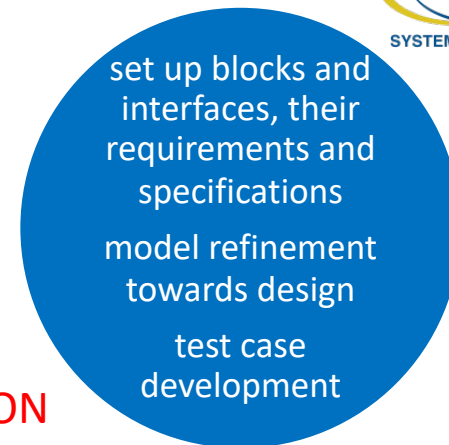 SYSTEM
set up blocks and
interfaces, their
requirements and
specifications
model refinement
towards design
test case
development
ON